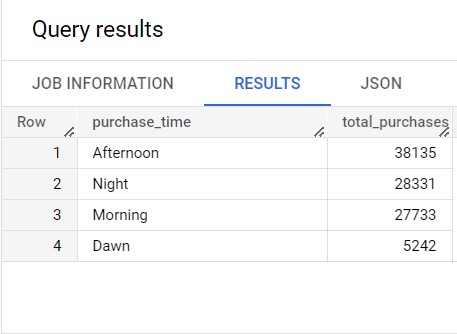 Query results
JOB INFORMATION RESULTS JSON
Row purchase_time total_purchases
1 Afternoon 38135
2 Night 28331
3 Morning 27733
4 Dawn 5242